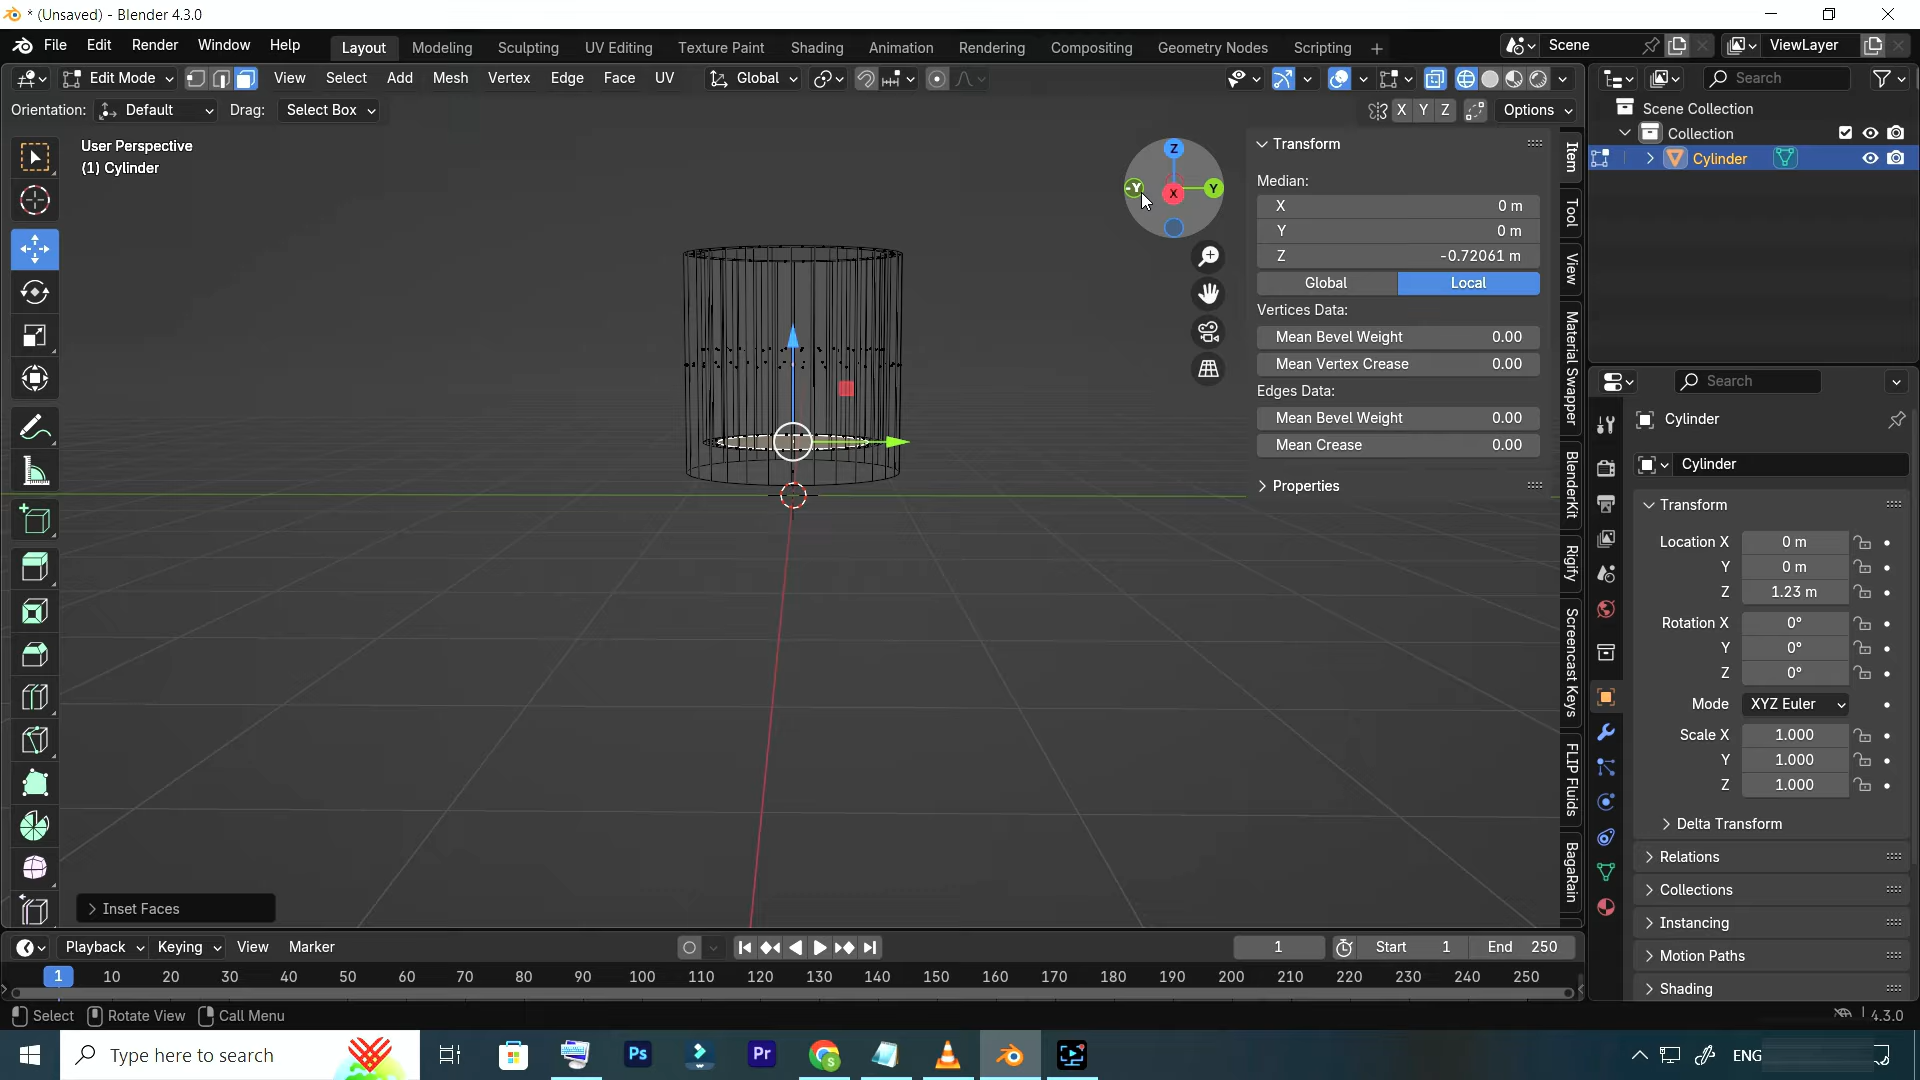 * (Unsaved) - Blender 4.3.0
File Edit Render Window Help
Layout Modeling Sculpting UV Editing Texture Paint Shading Animation Rendering Compositing Geometry Nodes Scripting +
Scene
ViewLayer
Edit Mode View Select Add Mesh Vertex Edge Face UV Global
Search
Orientation: Default Drag: Select Box
X Y Z Options
User Perspective
(1) Cylinder
Z
-Y X Y
Transform
Median:
X 0 m
Y 0 m
Z -0.72061 m
Global Local
Vertices Data:
Mean Bevel Weight 0.00
Mean Vertex Crease 0.00
Edges Data:
Mean Bevel Weight 0.00
Mean Crease 0.00
Properties
Item
Tool
View
Material Swapper
BlenderKit
Rigify
Screencast Keys
FLIP Fluids
BagaRain
Scene Collection
Collection
Cylinder
Search
Cylinder
Cylinder
Transform
Location X 0 m
Y 0 m
Z 1.23 m
Rotation X 0°
Y 0°
Z 0°
Mode XYZ Euler
Scale X 1.000
Y 1.000
Z 1.000
Delta Transform
Relations
Collections
Instancing
Motion Paths
Shading
Inset Faces
Playback Keying View Marker
1 Start 1 End 250
1 10 20 30 40 50 60 70 80 90 100 110 120 130 140 150 160 170 180 190 200 210 220 230 240 250
Select Rotate View Call Menu
4.3.0
Type here to search
Ps
Pr
S
ENG